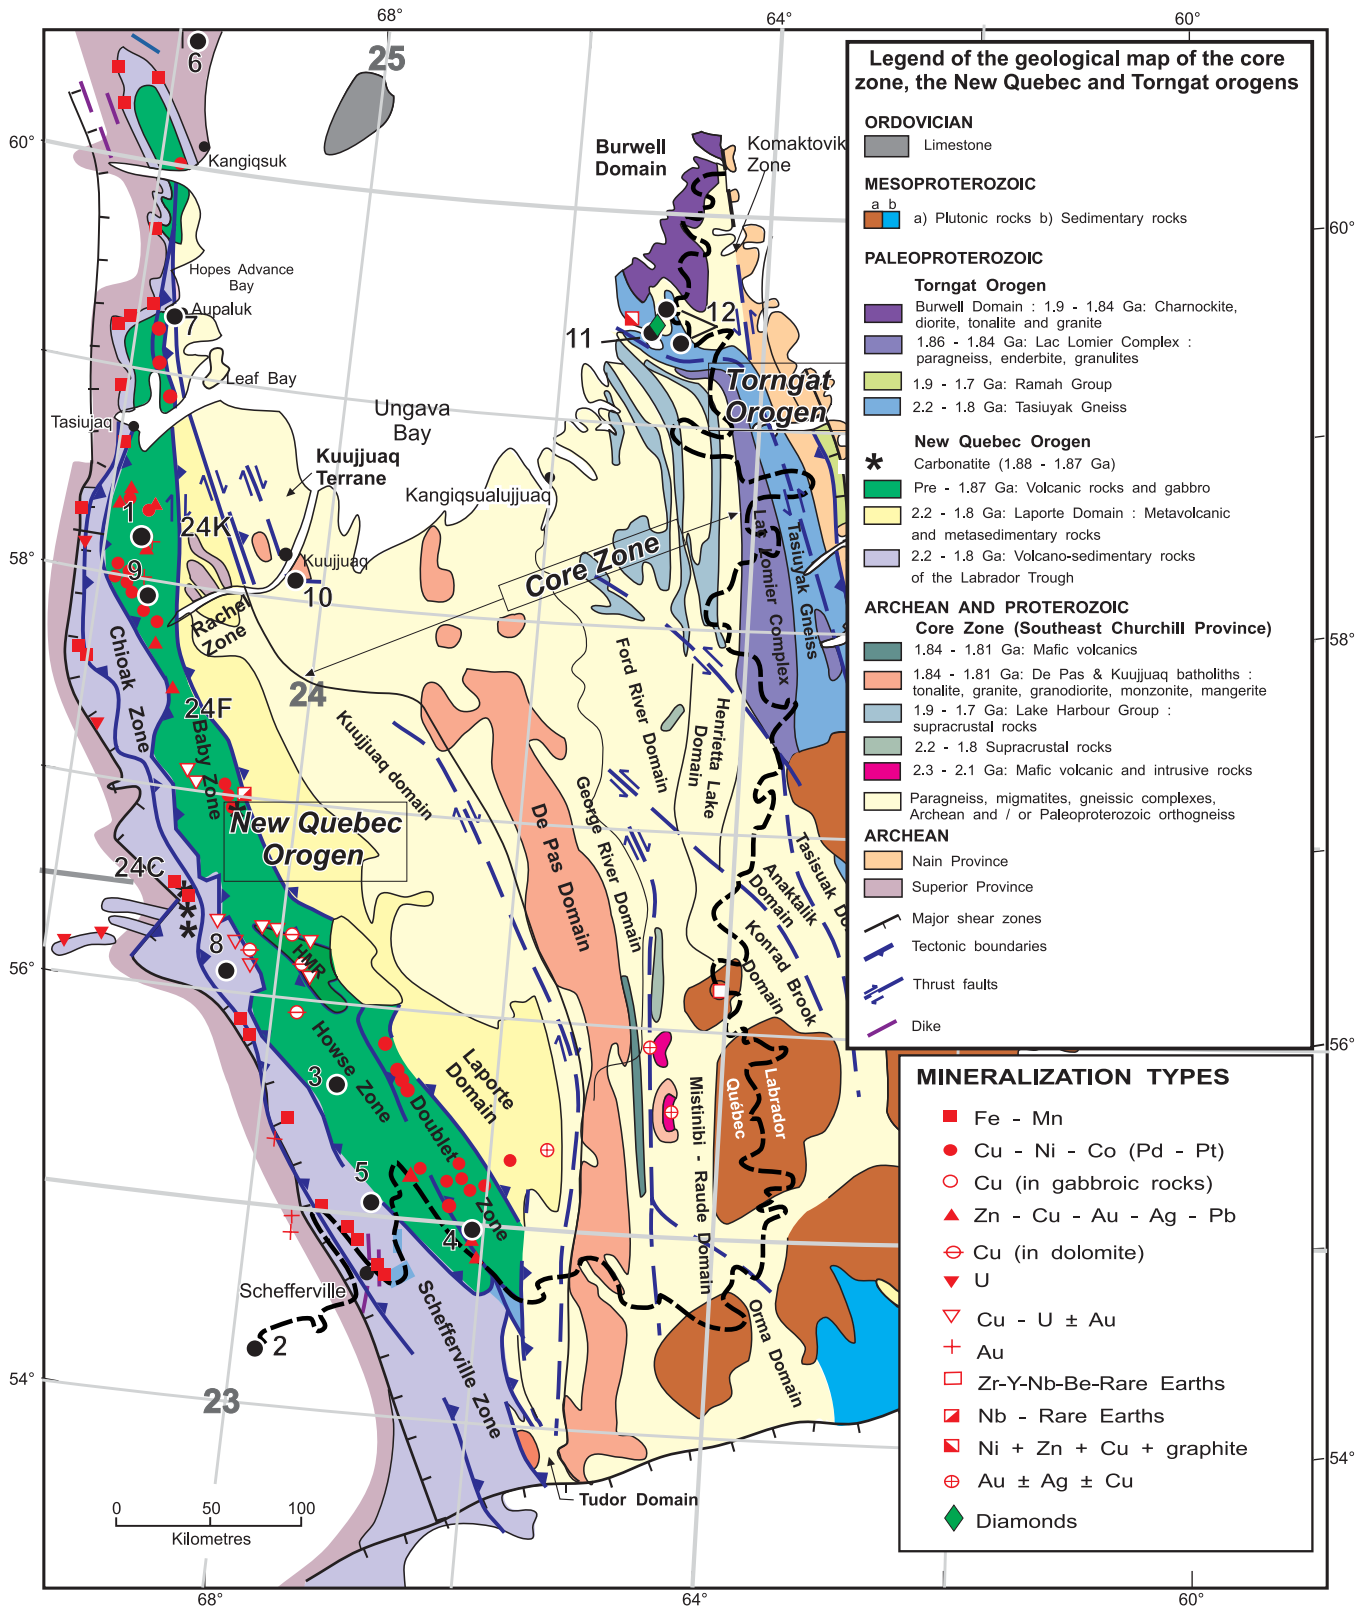 68°
64°
60°
6
25
60°
Kangiqsuk
Burwell
Domain
Komaktovik
Zone
60°
Hopes Advance
Bay
Aupaluk
7
12
11
Leaf Bay
Torngat
Orogen
Ungava
Bay
Tasiujaq
Kuujjuaq
Terrane
Kangiqsualujjuaq
1
24K
58°
9
Kuujjuaq
10
Core Zone
Lac Lomier Complex
Tasiuyak Gneiss
Rachel
Zone
Chioak Zone
58°
24
24F
Baby Zone
Kuujjuaq domain
Ford River Domain
Henrietta Lake
Domain
George River Domain
De Pas Domain
New Quebec
Orogen
24C
8
HMR
56°
Anaktalik
Domain
Konrad Brook
Domain
Howse Zone
3
Laporte
Domain
Doublet Zone
56°
Mistinibi - Raude Domain
Québec
Labrador
5
4
Schefferville
2
Schefferville Zone
Orma Domain
54°
23
54°
Tudor Domain
0 50 100
Kilometres
68°
64°
60°
Legend of the geological map of the core
zone, the New Quebec and Torngat orogens
ORDOVICIAN
Limestone
MESOPROTEROZOIC
a b
a) Plutonic rocks b) Sedimentary rocks
PALEOPROTEROZOIC
Torngat Orogen
Burwell Domain : 1.9 - 1.84 Ga: Charnockite,
diorite, tonalite and granite
1.86 - 1.84 Ga: Lac Lomier Complex :
paragneiss, enderbite, granulites
1.9 - 1.7 Ga: Ramah Group
2.2 - 1.8 Ga: Tasiuyak Gneiss
New Quebec Orogen
Carbonatite (1.88 - 1.87 Ga)
Pre - 1.87 Ga: Volcanic rocks and gabbro
2.2 - 1.8 Ga: Laporte Domain : Metavolcanic
and metasedimentary rocks
2.2 - 1.8 Ga: Volcano-sedimentary rocks
of the Labrador Trough
ARCHEAN AND PROTEROZOIC
Core Zone (Southeast Churchill Province)
1.84 - 1.81 Ga: Mafic volcanics
1.84 - 1.81 Ga: De Pas & Kuujjuaq batholiths :
tonalite, granite, granodiorite, monzonite, mangerite
1.9 - 1.7 Ga: Lake Harbour Group :
supracrustal rocks
2.2 - 1.8 Supracrustal rocks
2.3 - 2.1 Ga: Mafic volcanic and intrusive rocks
Paragneiss, migmatites, gneissic complexes,
Archean and / or Paleoproterozoic orthogneiss
ARCHEAN
Nain Province
Superior Province
Major shear zones
Tectonic boundaries
Thrust faults
Dike
MINERALIZATION TYPES
Fe - Mn
Cu - Ni - Co (Pd - Pt)
Cu (in gabbroic rocks)
Zn - Cu - Au - Ag - Pb
Cu (in dolomite)
U
Cu - U ± Au
Au
Zr-Y-Nb-Be-Rare Earths
Nb - Rare Earths
Ni + Zn + Cu + graphite
Au ± Ag ± Cu
Diamonds